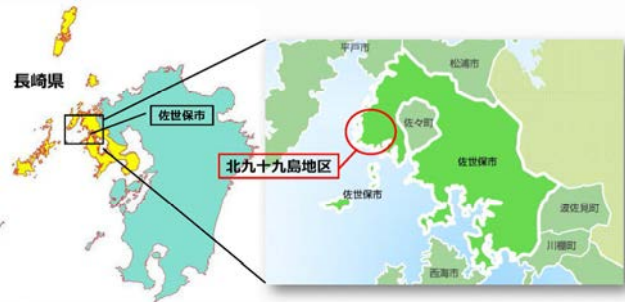 長崎県
佐世保市
平戸市
松浦市
佐々町
北九十九島地区
佐世保市
佐世保市
波佐見町
川棚町
西海市